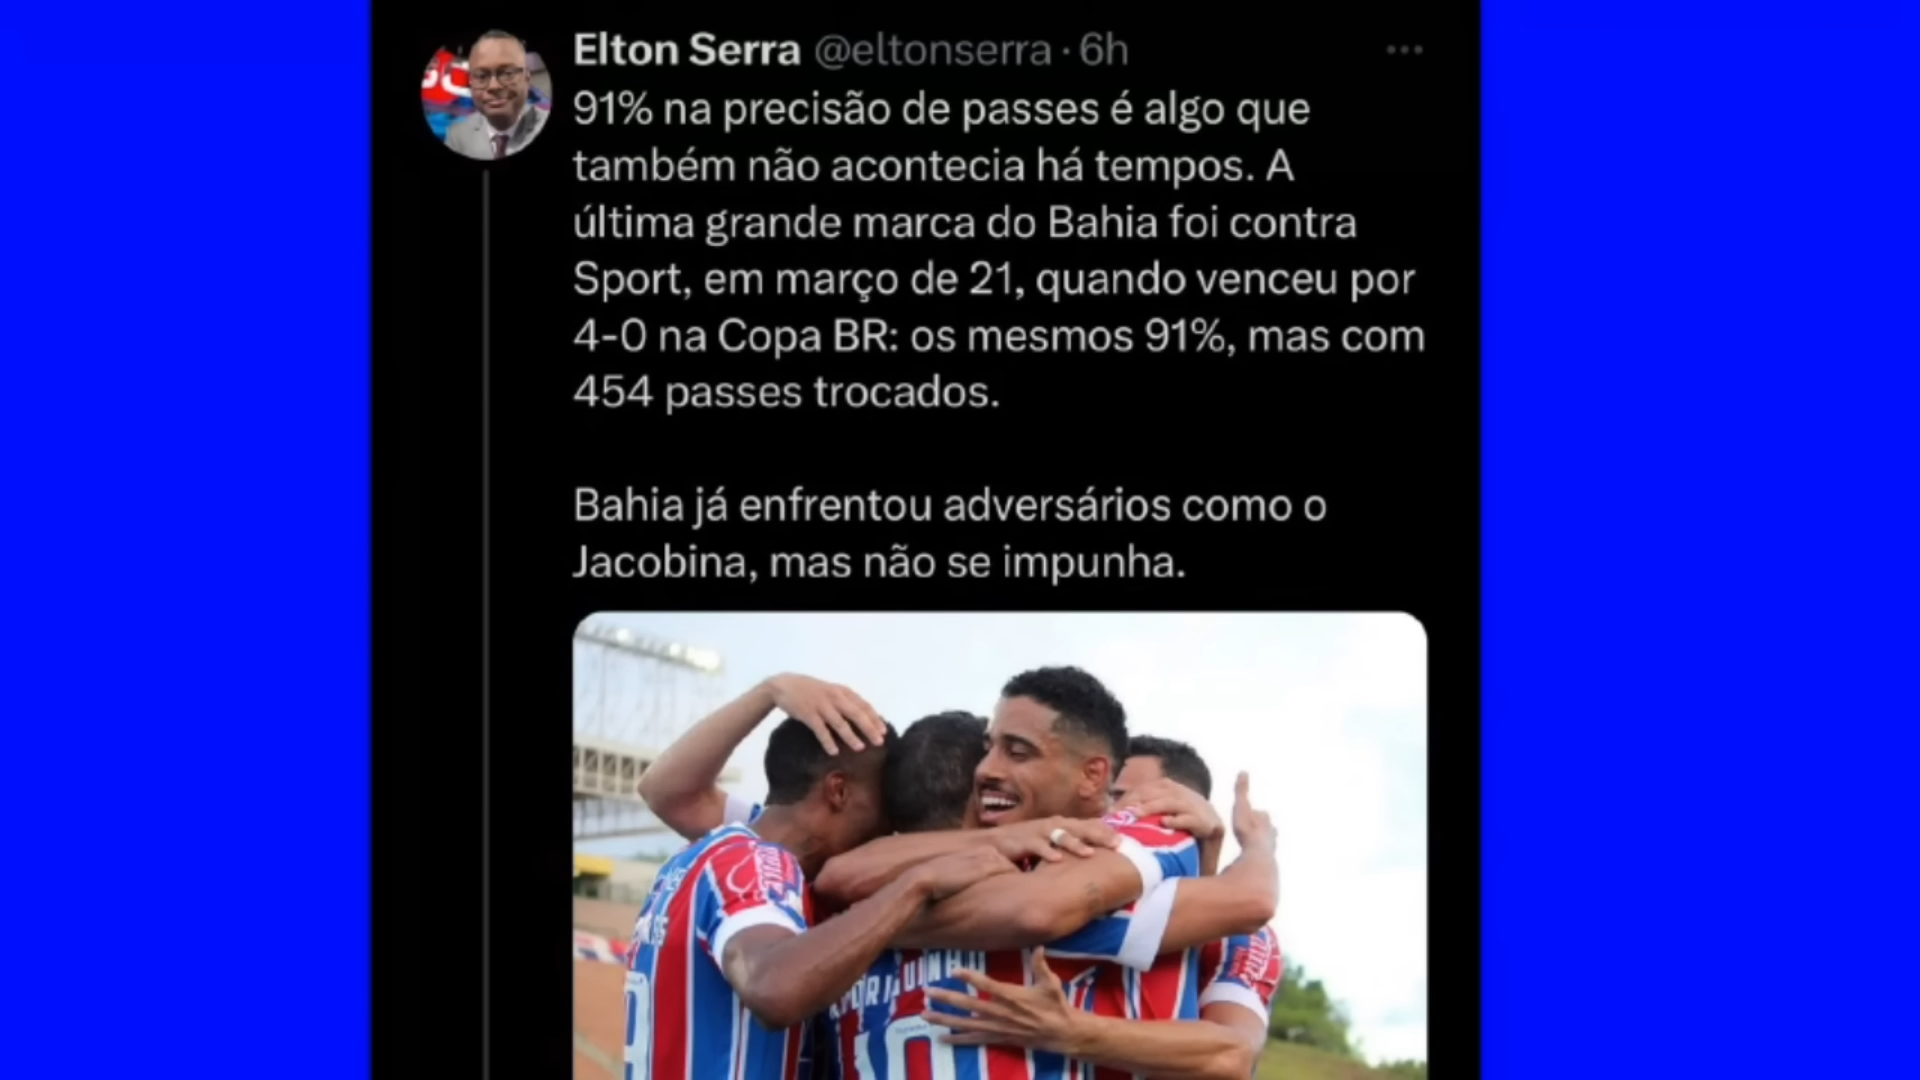 Elton Serra @eltonserra · 6h
91% na precisão de passes é algo que
também não acontecia há tempos. A
última grande marca do Bahia foi contra
Sport, em março de 21, quando venceu por
4-0 na Copa BR: os mesmos 91%, mas com
454 passes trocados.
Bahia já enfrentou adversários como o
Jacobina, mas não se impunha.